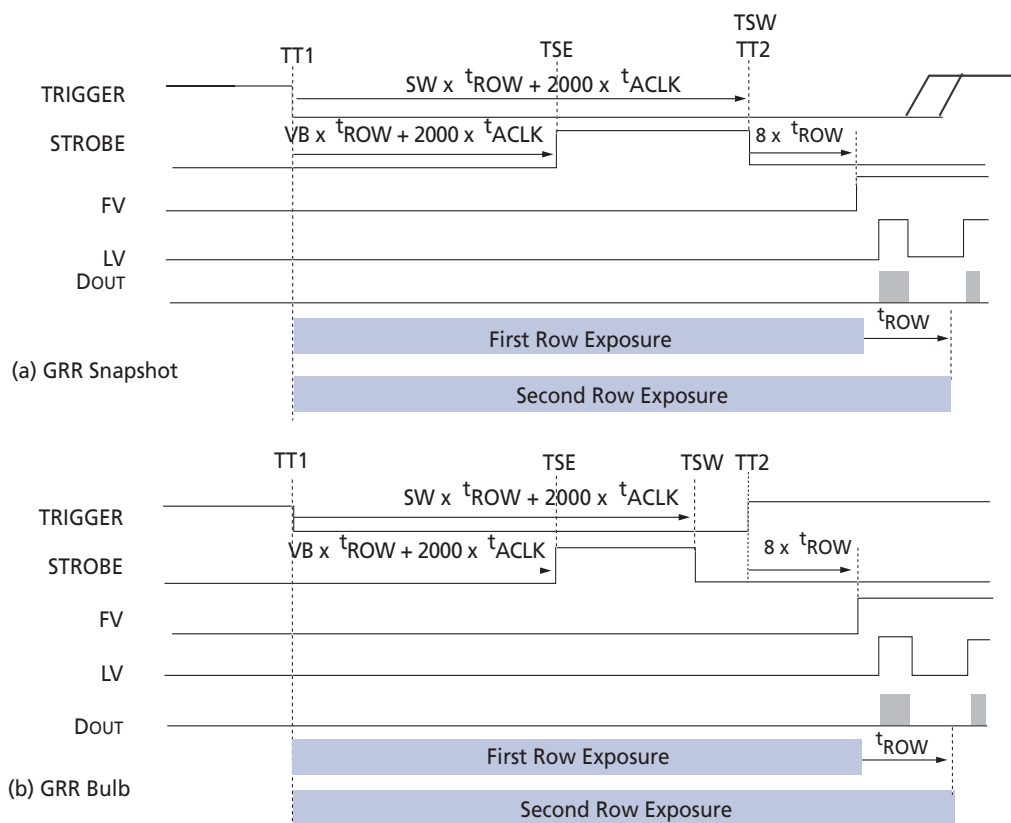 TSW
TT1 TSE TT2
SW x tROW + 2000 x tACLK
TRIGGER
VB x tROW + 2000 x tACLK 8 x tROW
STROBE
FV
LV
DOUT
First Row Exposure tROW
(a) GRR Snapshot
Second Row Exposure
TT1 TSE TSW TT2
SW x tROW + 2000 x tACLK
TRIGGER
VB x tROW + 2000 x tACLK 8 x tROW
STROBE
FV
LV
DOUT
First Row Exposure tROW
(b) GRR Bulb
Second Row Exposure